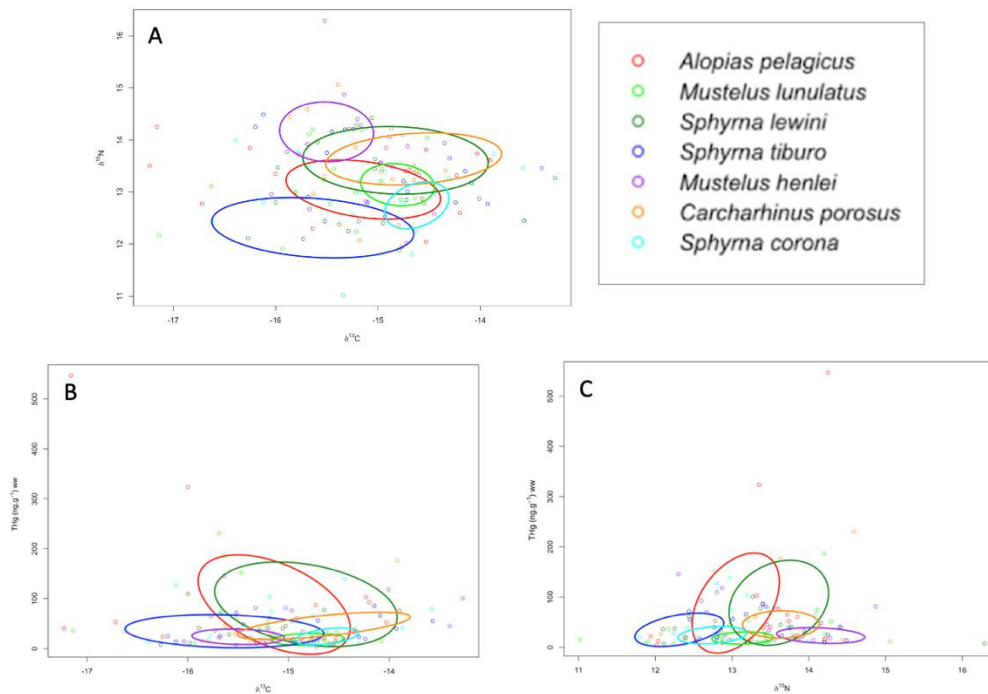 A
δ¹⁵N
16
15
14
13
12
11
-17
-16
-15
-14
δ¹³C
Alopias pelagicus
Mustelus lunulatus
Sphyrna lewini
Sphyrna tiburo
Mustelus henlei
Carcharhinus porosus
Sphyrna corona
B
THg (ng.g⁻¹) ww
500
400
300
200
100
0
-17
-16
-15
-14
δ¹³C
C
THg (ng.g⁻¹) ww
500
400
300
200
100
0
11
12
13
14
15
16
δ¹⁵N